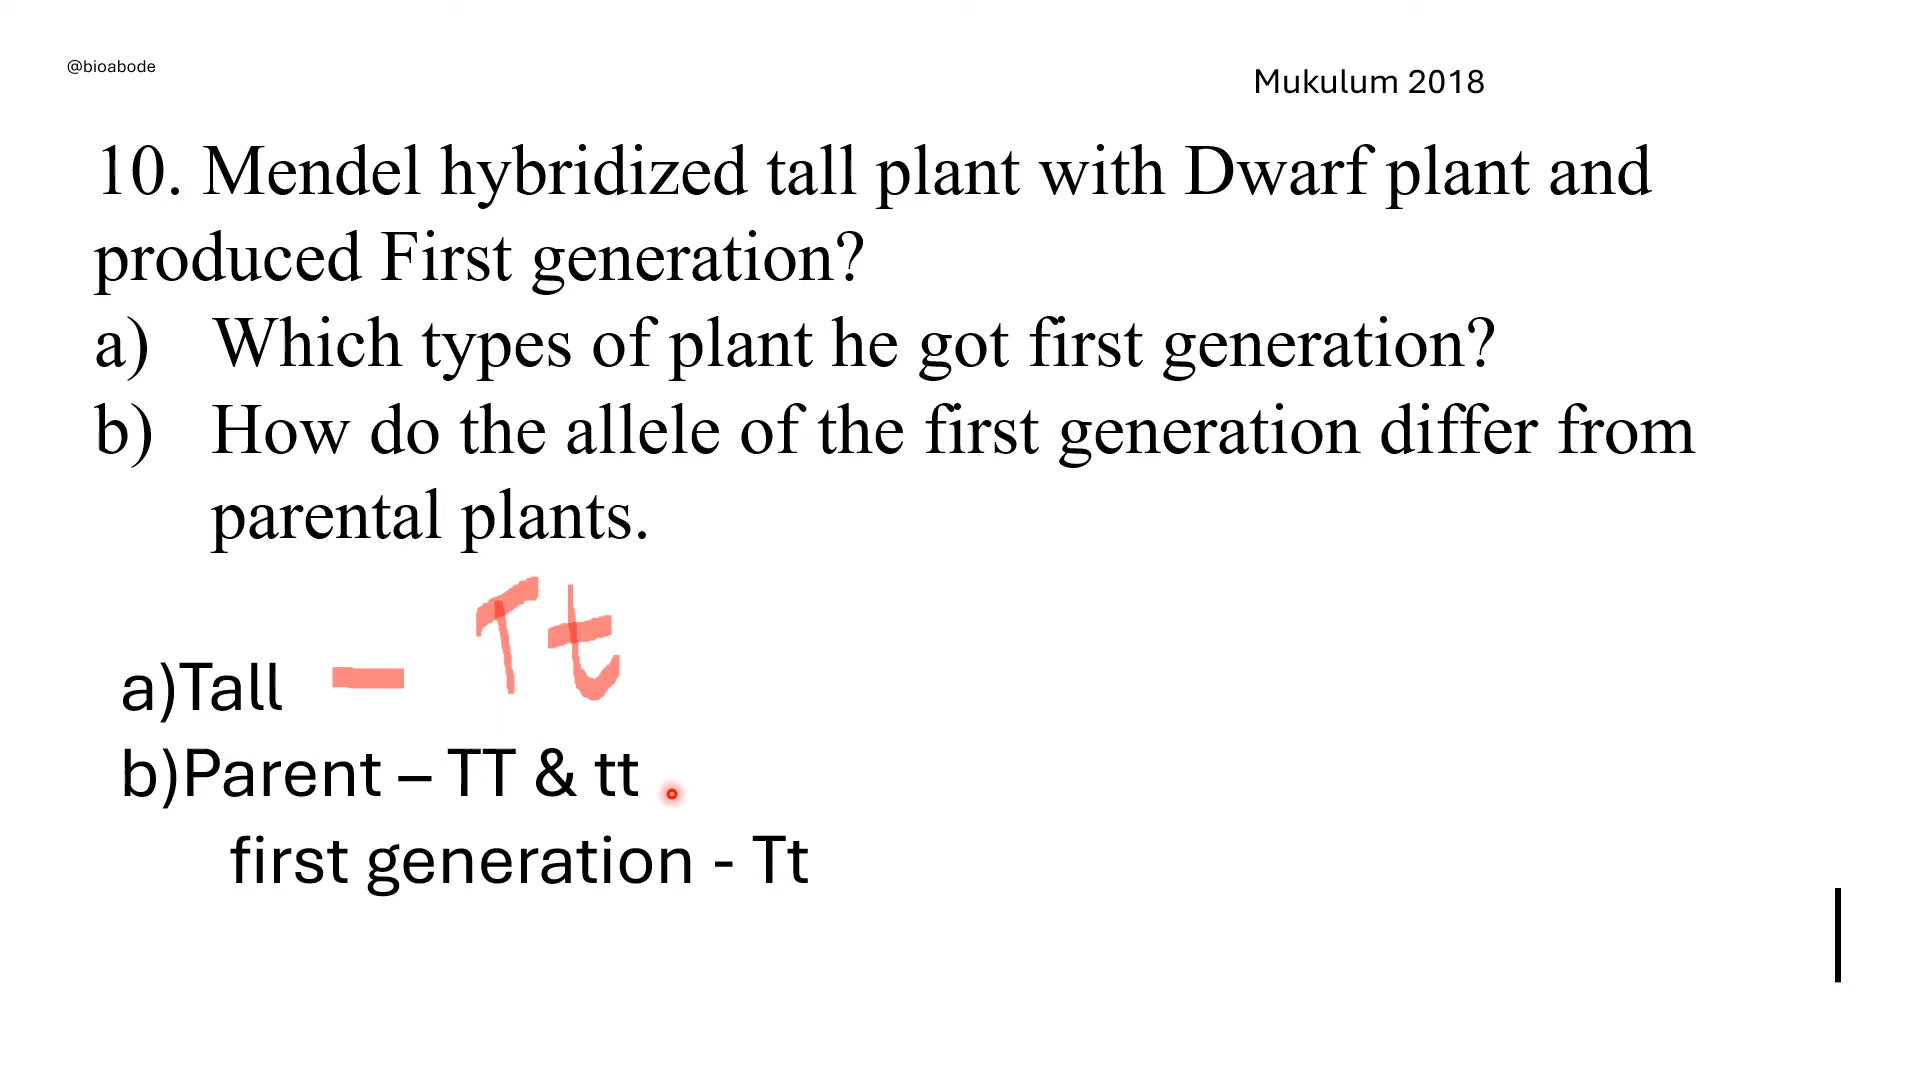 @bioabode
Mukulum 2018
10. Mendel hybridized tall plant with Dwarf plant and
produced First generation?
a) Which types of plant he got first generation?
b) How do the allele of the first generation differ from
parental plants.
a)Tall - Tt
b)Parent – TT & tt
first generation - Tt